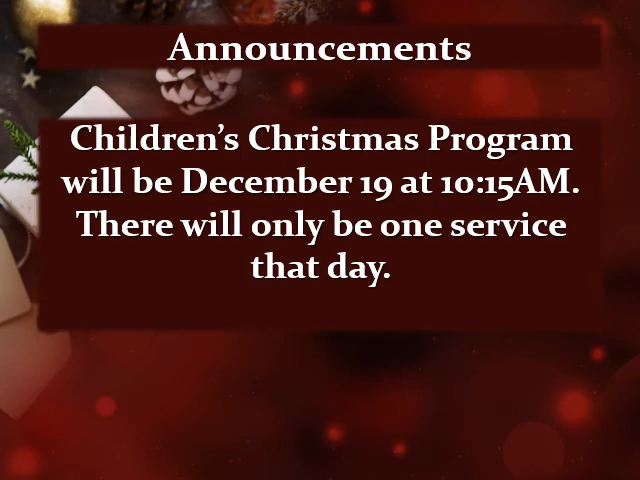 Announcements
Children’s Christmas Program
will be December 19 at 10:15AM.
There will only be one service
that day.